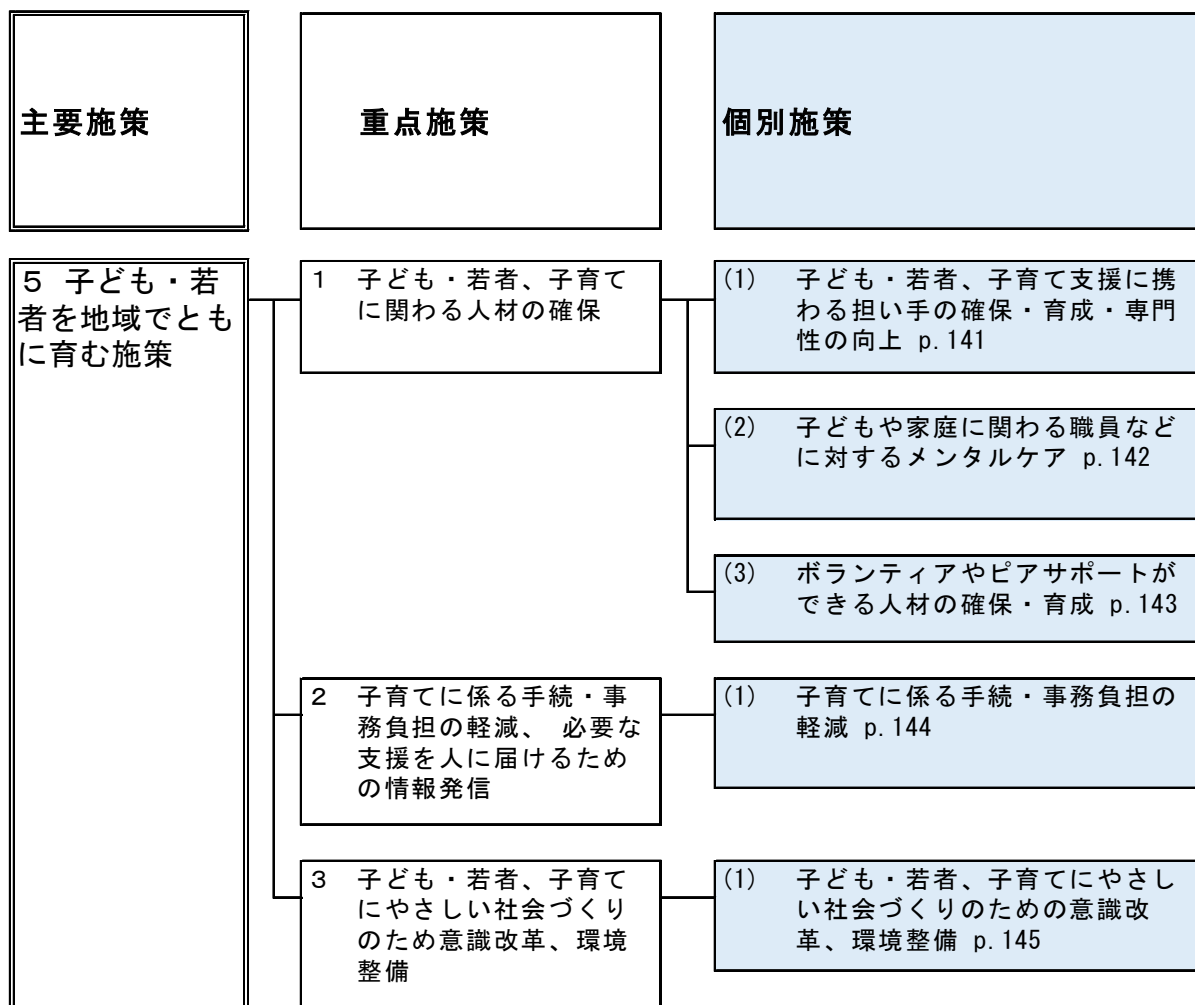 主要施策
重点施策
個別施策
5 子ども・若
者を地域でとも
に育む施策
1 子ども・若者、子育て
に関わる人材の確保
(1) 子ども・若者、子育て支援に携
わる担い手の確保・育成・専門
性の向上 p.141
(2) 子どもや家庭に関わる職員など
に対するメンタルケア p.142
(3) ボランティアやピアサポートが
できる人材の確保・育成 p.143
2 子育てに係る手続・事
務負担の軽減、 必要な
支援を人に届けるため
の情報発信
(1) 子育てに係る手続・事務負担の
軽減 p.144
3 子ども・若者、子育て
にやさしい社会づくり
のため意識改革、環境
整備
(1) 子ども・若者、子育てにやさし
い社会づくりのための意識改
革、環境整備 p.145